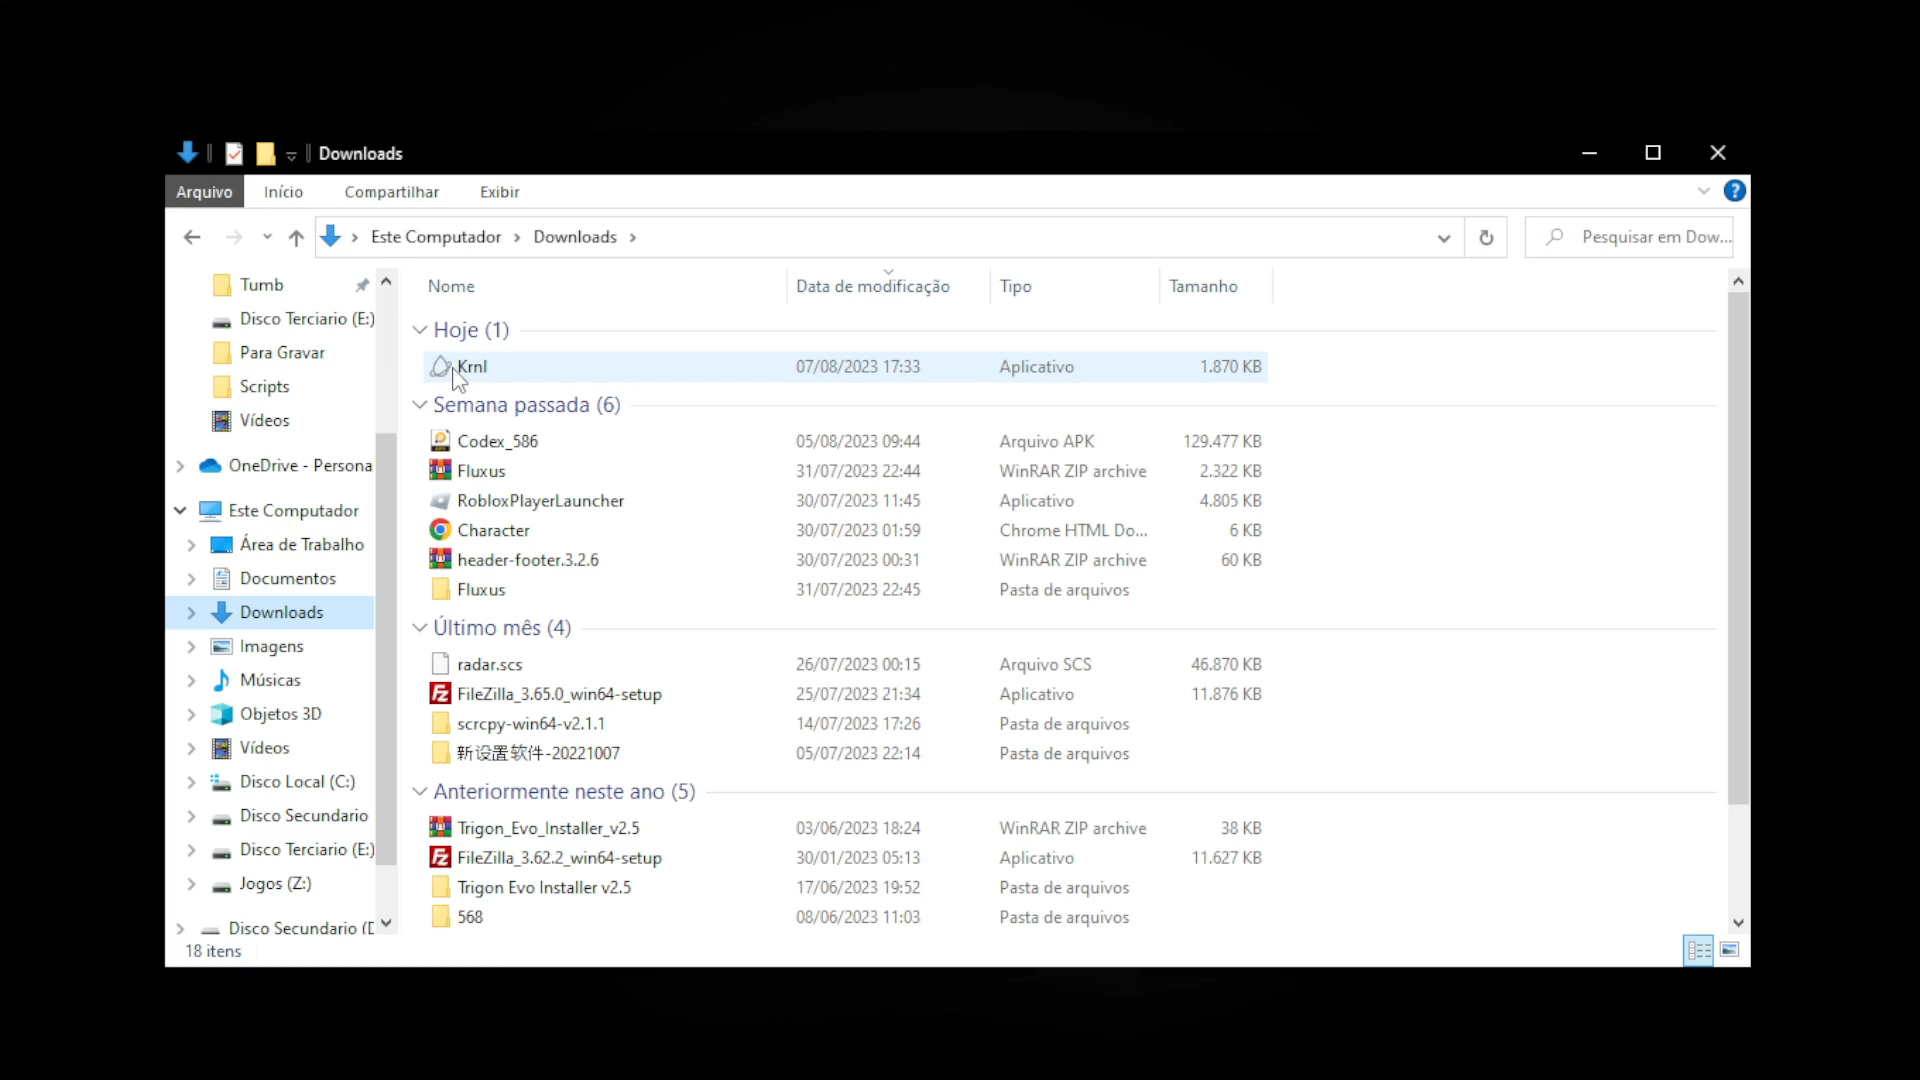 Downloads
Arquivo Início Compartilhar Exibir
Este Computador Downloads Pesquisar em Dow...
Tumb
Disco Terciario (E:)
Para Gravar
Scripts
Vídeos
OneDrive - Persona
Este Computador
Área de Trabalho
Documentos
Downloads
Imagens
Músicas
Objetos 3D
Vídeos
Disco Local (C:)
Disco Secundario
Disco Terciario (E:)
Jogos (Z:)
Disco Secundario (D
18 itens
Nome Data de modificação Tipo Tamanho
Hoje (1)
Krnl 07/08/2023 17:33 Aplicativo 1.870 KB
Semana passada (6)
Codex_586 05/08/2023 09:44 Arquivo APK 129.477 KB
Fluxus 31/07/2023 22:44 WinRAR ZIP archive 2.322 KB
RobloxPlayerLauncher 30/07/2023 11:45 Aplicativo 4.805 KB
Character 30/07/2023 01:59 Chrome HTML Do... 6 KB
header-footer.3.2.6 30/07/2023 00:31 WinRAR ZIP archive 60 KB
Fluxus 31/07/2023 22:45 Pasta de arquivos
Último mês (4)
radar.scs 26/07/2023 00:15 Arquivo SCS 46.870 KB
FileZilla_3.65.0_win64-setup 25/07/2023 21:34 Aplicativo 11.876 KB
scrcpy-win64-v2.1.1 14/07/2023 17:26 Pasta de arquivos
新设置软件-20221007 05/07/2023 22:14 Pasta de arquivos
Anteriormente neste ano (5)
Trigon_Evo_Installer_v2.5 03/06/2023 18:24 WinRAR ZIP archive 38 KB
FileZilla_3.62.2_win64-setup 30/01/2023 05:13 Aplicativo 11.627 KB
Trigon Evo Installer v2.5 17/06/2023 19:52 Pasta de arquivos
568 08/06/2023 11:03 Pasta de arquivos